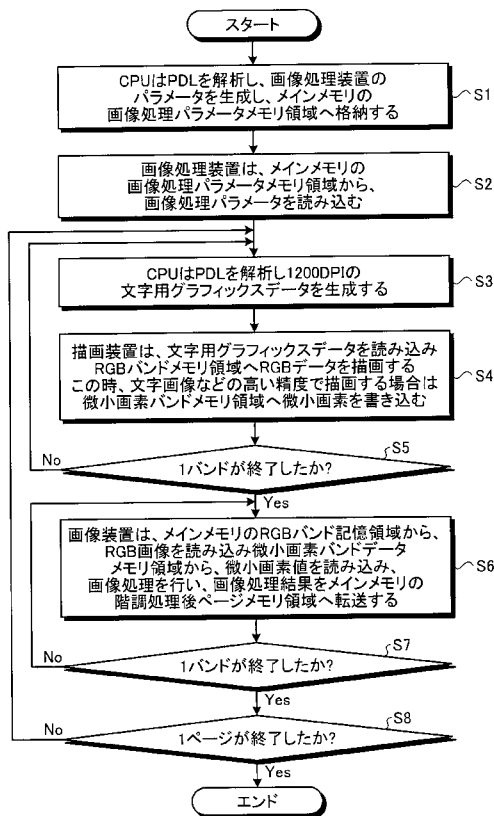 スタート
CPUはPDLを解析し、画像処理装置の
パラメータを生成し、メインメモリの
画像処理パラメータメモリ領域へ格納する
S1
画像処理装置は、メインメモリの
画像処理パラメータメモリ領域から、
画像処理パラメータを読み込む
S2
CPUはPDLを解析し1200DPIの
文字用グラフィックスデータを生成する
S3
描画装置は、文字用グラフィックスデータを読み込み
RGBバンドメモリ領域へRGBデータを描画する
この時、文字画像などの高い精度で描画する場合は
微小画素バンドメモリ領域へ微小画素を書き込む
S4
S5
No
1バンドが終了したか?
Yes
画像装置は、メインメモリのRGBバンド記憶領域から、
RGB画像を読み込み微小画素バンドデータ
メモリ領域から、微小画素値を読み込み、
画像処理を行い、画像処理結果をメインメモリの
階調処理後ページメモリ領域へ転送する
S6
S7
No
1バンドが終了したか?
Yes
S8
No
1ページが終了したか?
Yes
エンド